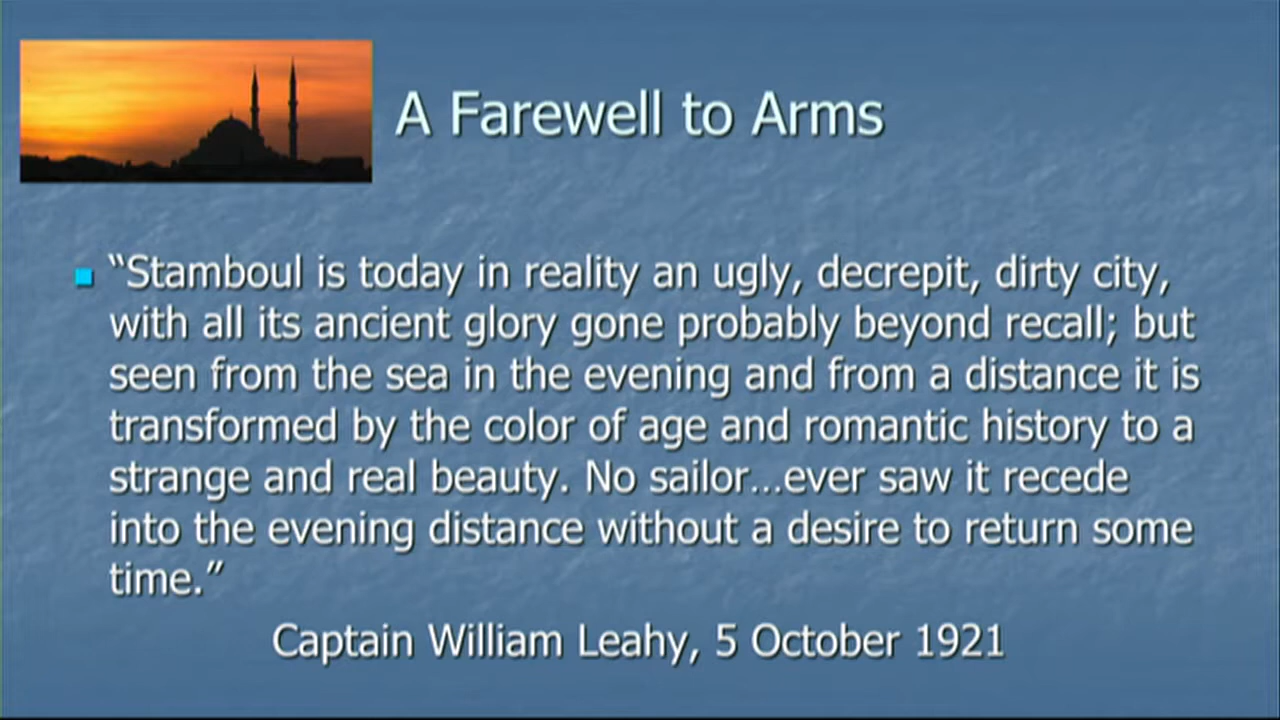 A Farewell to Arms
“Stamboul is today in reality an ugly, decrepit, dirty city,
with all its ancient glory gone probably beyond recall; but
seen from the sea in the evening and from a distance it is
transformed by the color of age and romantic history to a
strange and real beauty. No sailor…ever saw it recede
into the evening distance without a desire to return some
time.”
Captain William Leahy, 5 October 1921